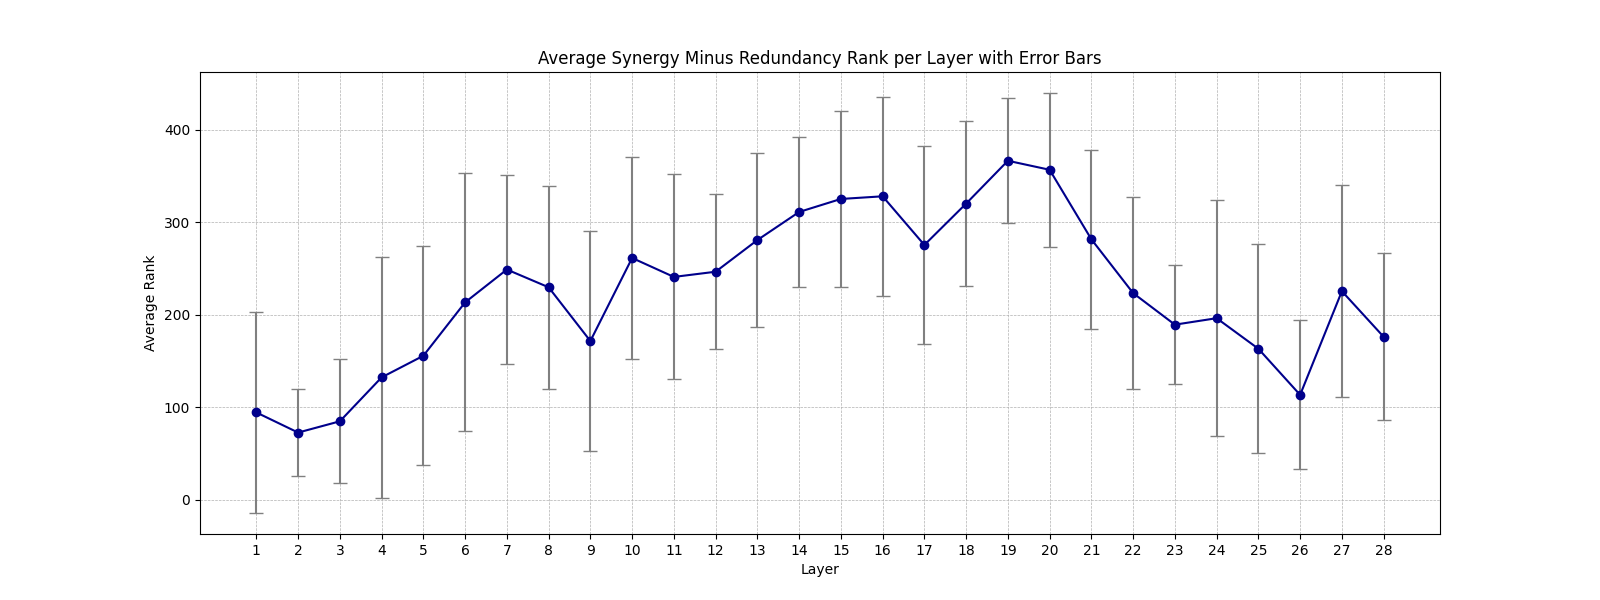 Average Synergy Minus Redundancy Rank per Layer with Error Bars
Average Rank
400
300
200
100
0
1 2 3 4 5 6 7 8 9 10 11 12 13 14 15 16 17 18 19 20 21 22 23 24 25 26 27 28
Layer